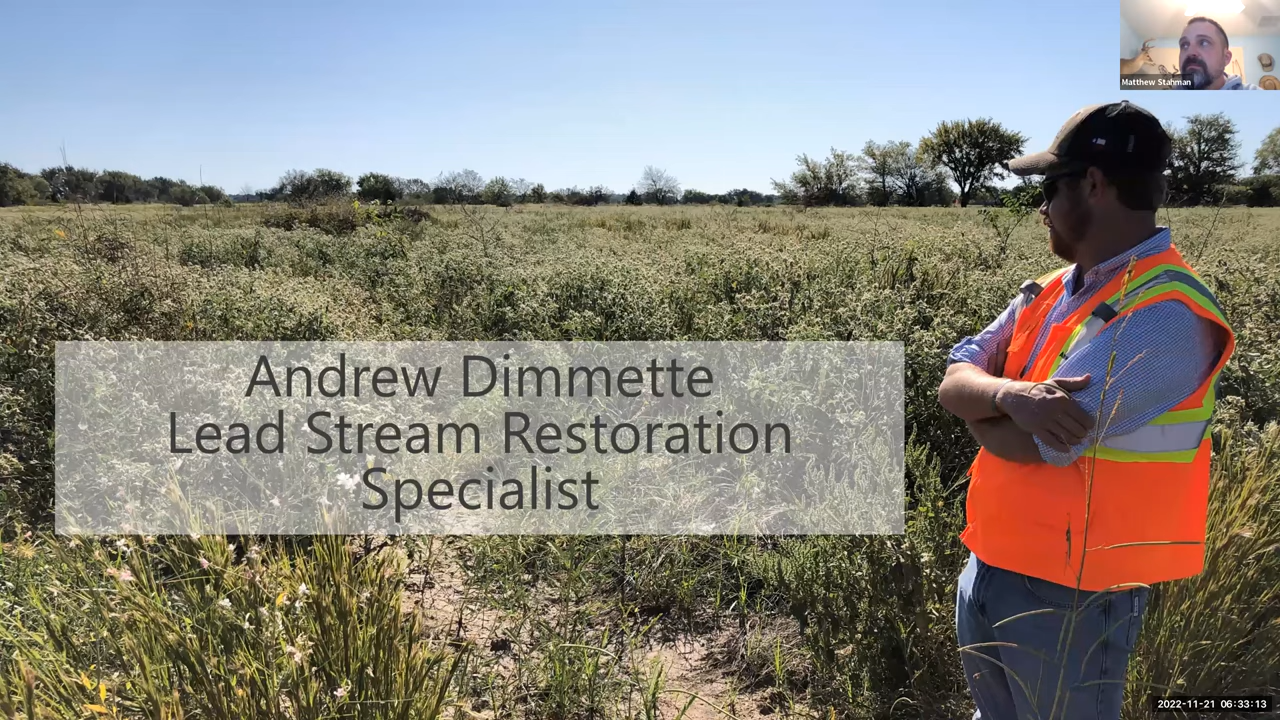 Matthew Stahman
Andrew Dimmette
Lead Stream Restoration
Specialist
2022-11-21 06:33:13